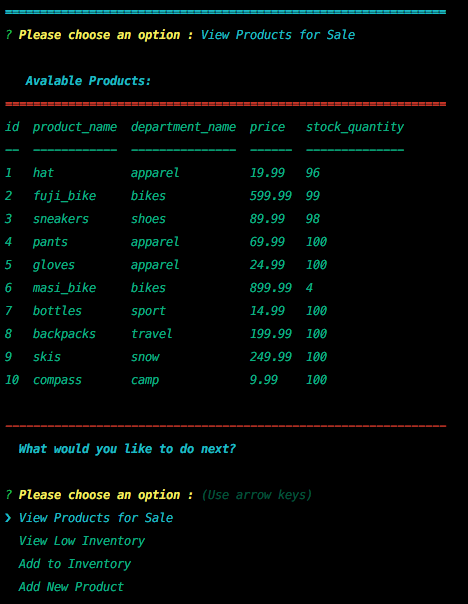 ? Please choose an option : View Products for Sale
Avalable Products:
id product_name department_name price stock_quantity
-- ------------ --------------- ------ --------------
1 hat apparel 19.99 96
2 fuji_bike bikes 599.99 99
3 sneakers shoes 89.99 98
4 pants apparel 69.99 100
5 gloves apparel 24.99 100
6 masi_bike bikes 899.99 4
7 bottles sport 14.99 100
8 backpacks travel 199.99 100
9 skis snow 249.99 100
10 compass camp 9.99 100
What would you like to do next?
? Please choose an option : (Use arrow keys)
❯ View Products for Sale
View Low Inventory
Add to Inventory
Add New Product